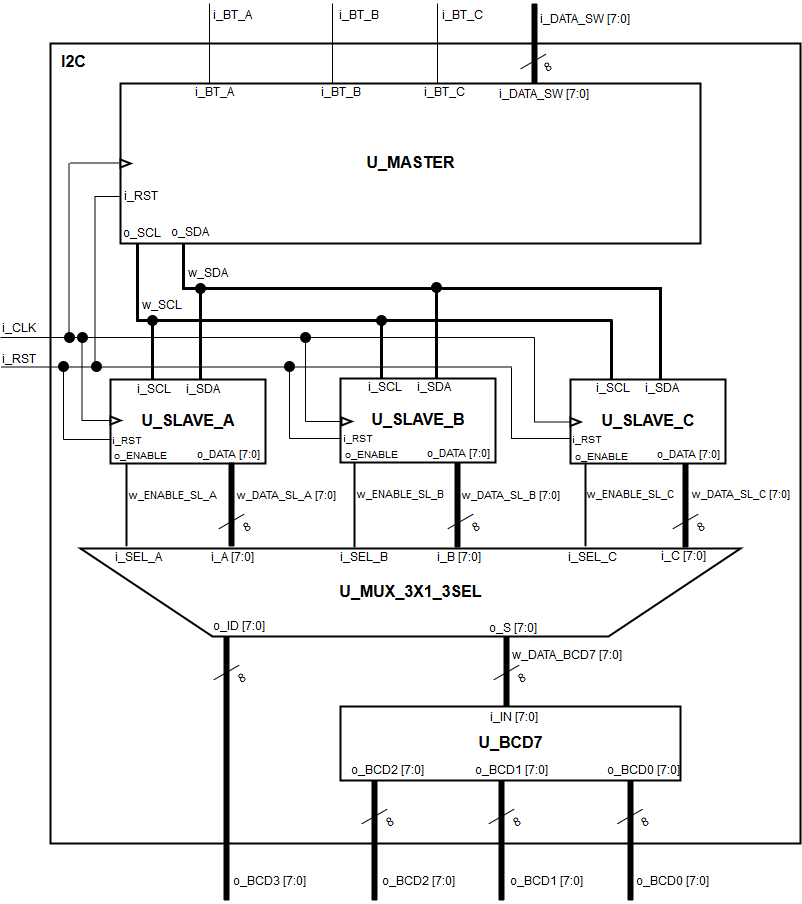 i_BT_A
i_BT_B
i_BT_C
i_DATA_SW [7:0]
I2C
8
i_BT_A
i_BT_B
i_BT_C
i_DATA_SW [7:0]
U_MASTER
i_RST
o_SCL
o_SDA
w_SDA
w_SCL
i_CLK
i_RST
i_SCL
i_SDA
i_SCL
i_SDA
i_SCL
i_SDA
U_SLAVE_A
U_SLAVE_B
U_SLAVE_C
i_RST
i_RST
i_RST
o_ENABLE
o_DATA [7:0]
o_ENABLE
o_DATA [7:0]
o_ENABLE
o_DATA [7:0]
w_ENABLE_SL_A
w_DATA_SL_A [7:0]
w_ENABLE_SL_B
w_DATA_SL_B [7:0]
w_ENABLE_SL_C
w_DATA_SL_C [7:0]
8
8
8
i_SEL_A
i_A [7:0]
i_SEL_B
i_B [7:0]
i_SEL_C
i_C [7:0]
U_MUX_3X1_3SEL
o_ID [7:0]
o_S [7:0]
w_DATA_BCD7 [7:0]
8
8
i_IN [7:0]
U_BCD7
o_BCD2 [7:0]
o_BCD1 [7:0]
o_BCD0 [7:0]
8
8
8
o_BCD3 [7:0]
o_BCD2 [7:0]
o_BCD1 [7:0]
o_BCD0 [7:0]